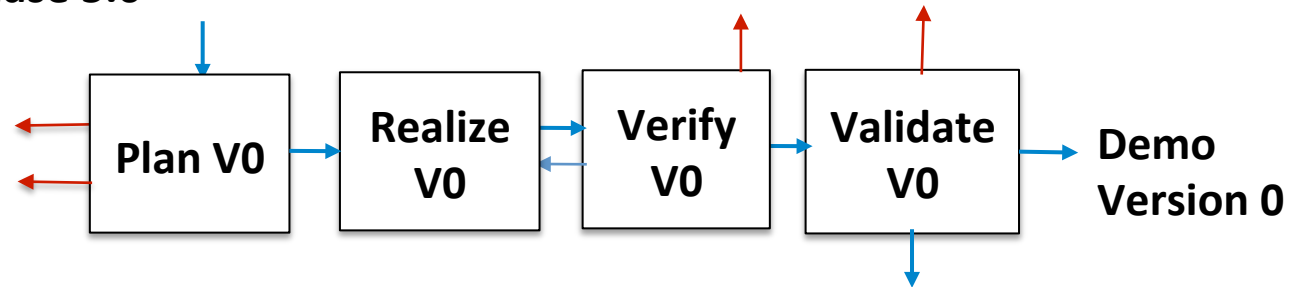 Plan V0
Realize
V0
Verify
V0
Validate
V0
Demo
Version 0